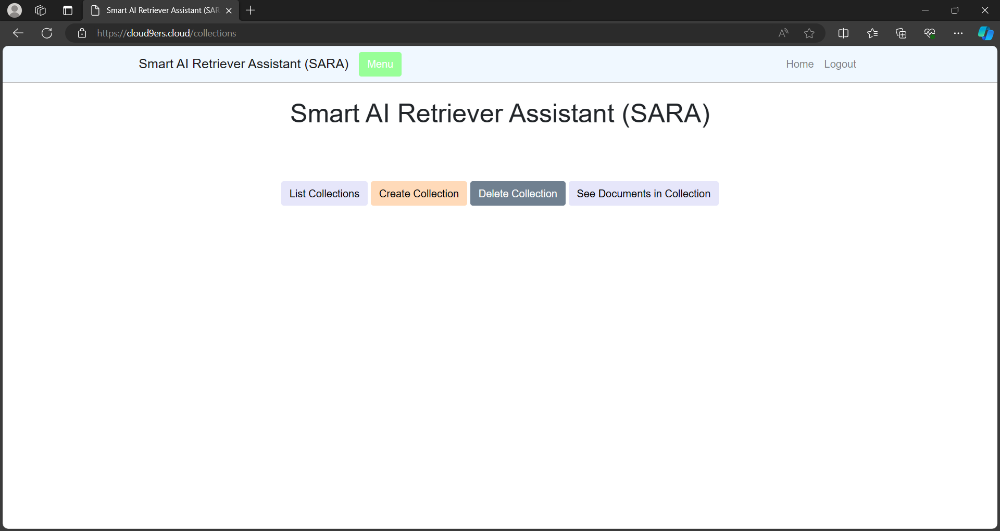 Smart AI Retriever Assistant (SAR
https://cloud9ers.cloud/collections
Smart AI Retriever Assistant (SARA) Menu Home Logout
Smart AI Retriever Assistant (SARA)
List Collections Create Collection Delete Collection See Documents in Collection